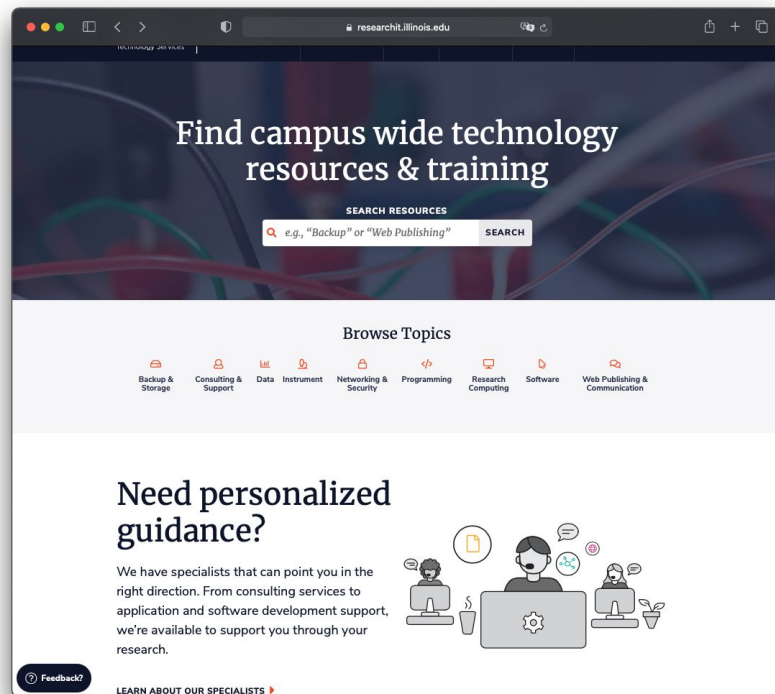 researchit.illinois.edu
Technology Services
Find campus wide technology
resources & training
SEARCH RESOURCES
e.g., “Backup” or “Web Publishing” SEARCH
Browse Topics
Backup &
Storage
Consulting &
Support
Data
Instrument
Networking &
Security
Programming
Research
Computing
Software
Web Publishing &
Communication
Need personalized
guidance?
We have specialists that can point you in the
right direction. From consulting services to
application and software development support,
we’re available to support you through your
research.
Feedback?
LEARN ABOUT OUR SPECIALISTS